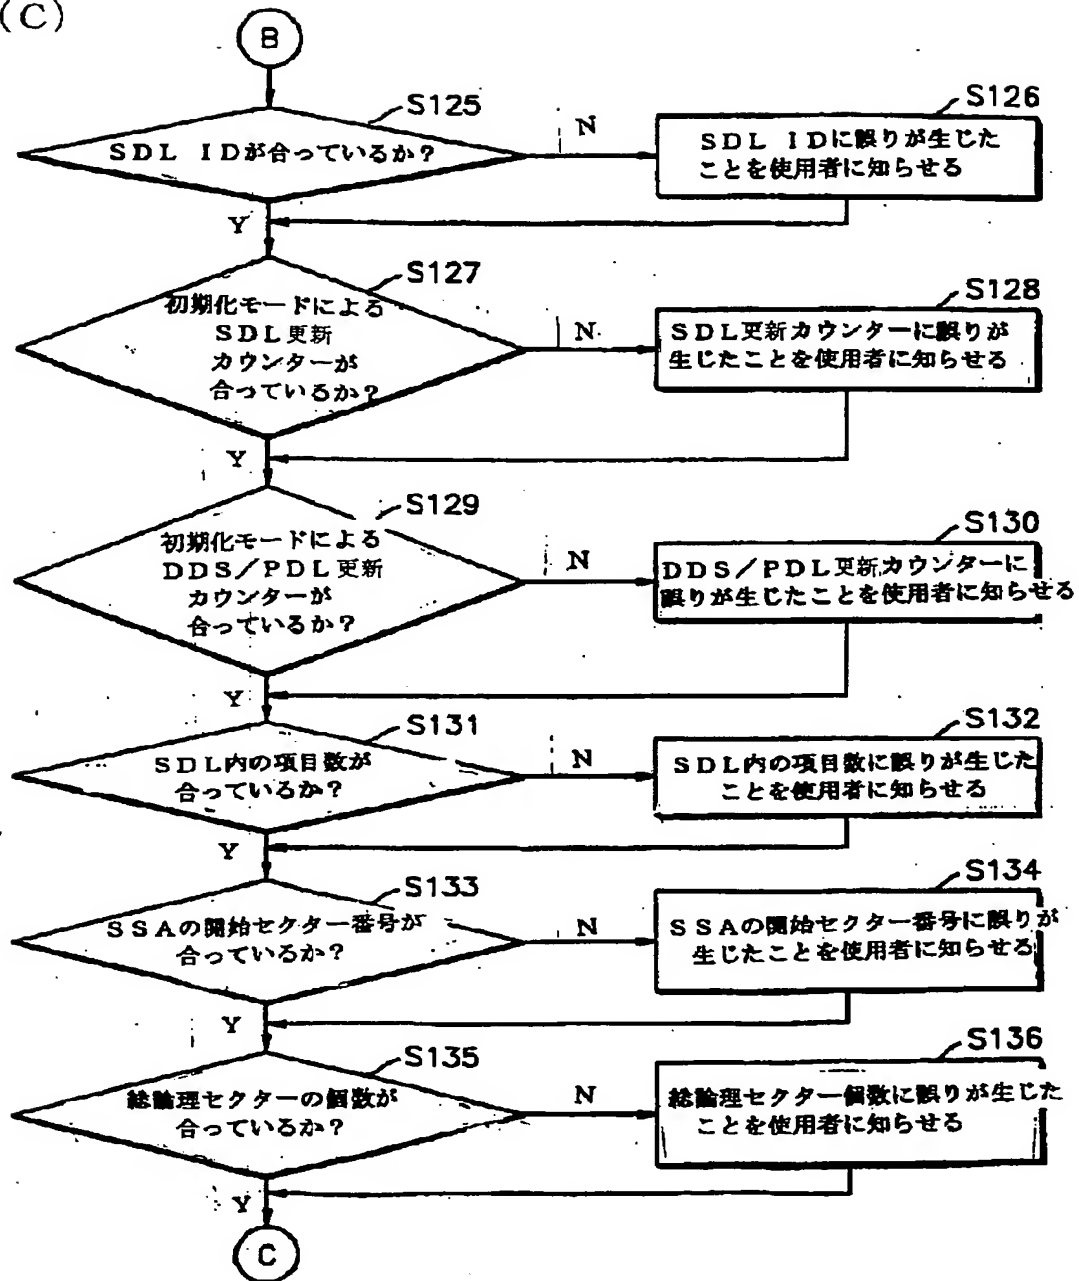 (C)
B
S125
SDL IDが合っているか?
N
S126
SDL IDに誤りが生じた
ことを使用者に知らせる
Y
S127
初期化モードによる
SDL更新
カウンターが
合っているか?
N
S128
SDL更新カウンターに誤りが
生じたことを使用者に知らせる
Y
S129
初期化モードによる
DDS/PDL更新
カウンターが
合っているか?
N
S130
DDS/PDL更新カウンターに
誤りが生じたことを使用者に知らせる
Y
S131
SDL内の項目数が
合っているか?
N
S132
SDL内の項目数に誤りが生じた
ことを使用者に知らせる
Y
S133
SSAの開始セクター番号が
合っているか?
N
S134
SSAの開始セクター番号に誤りが
生じたことを使用者に知らせる
Y
S135
総論理セクターの個数が
合っているか?
N
S136
総論理セクター個数に誤りが生じた
ことを使用者に知らせる
Y
C